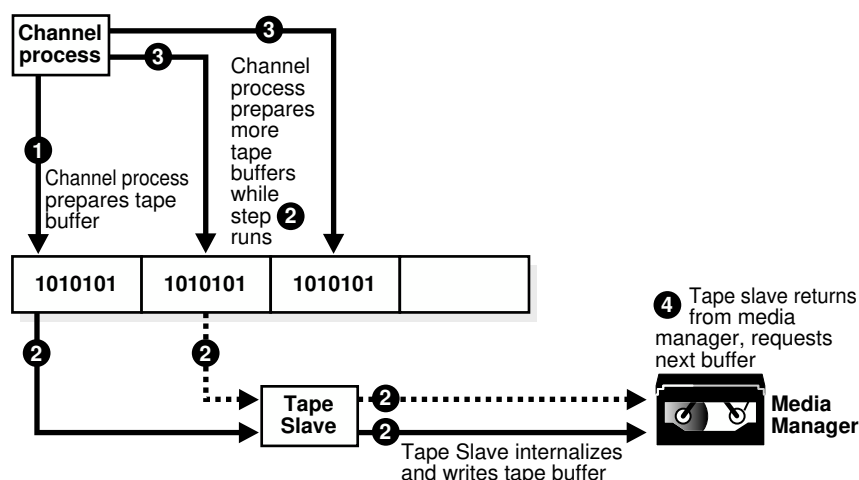 Channel
process
3
3
Channel
process
prepares
more
tape
buffers
while
step 2
runs
1
Channel process
prepares tape
buffer
1010101 1010101 1010101
4 Tape slave returns
from media
manager, requests
next buffer
2
2
Tape
Slave
2
2
Media
Manager
Tape Slave internalizes
and writes tape buffer